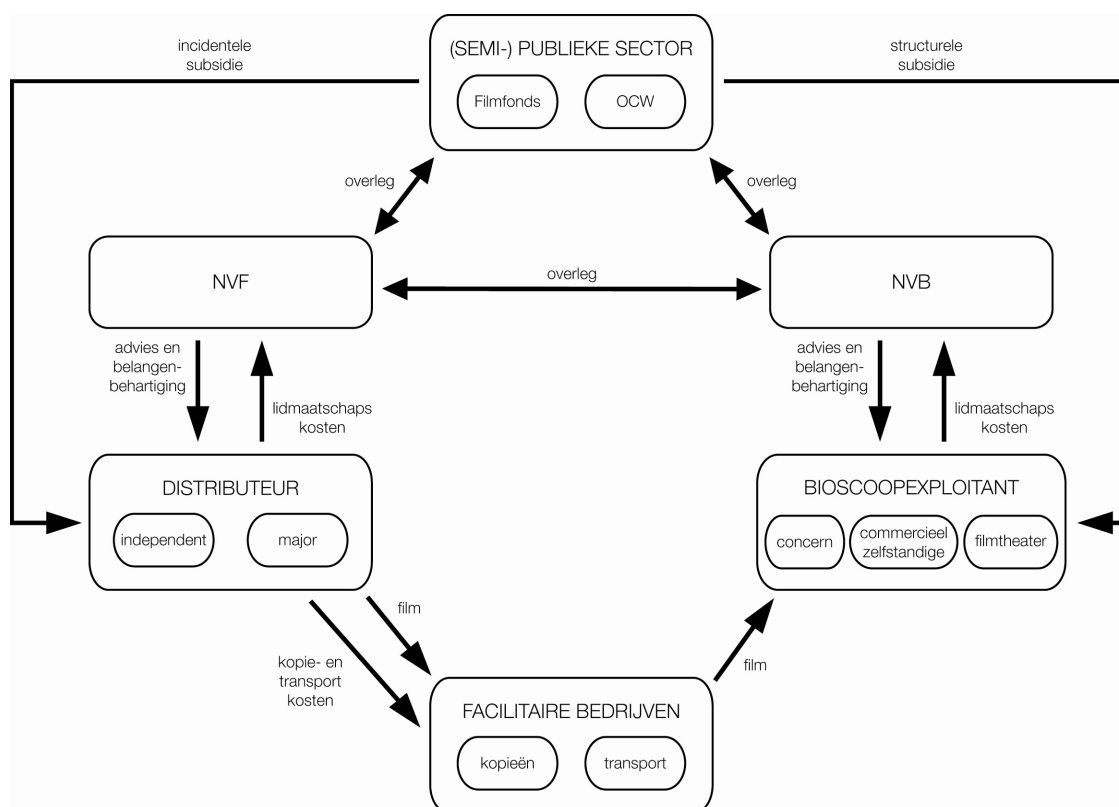 incidentele
subsidie
(SEMI-) PUBLIEKE SECTOR
Filmfonds
OCW
structurele
subsidie
overleg
overleg
NVF
overleg
NVB
advies en
belangen-
behartiging
lidmaatschaps
kosten
advies en
belangen-
behartiging
lidmaatschaps
kosten
DISTRIBUTEUR
independent
major
BIOSCOOPEXPLOITANT
concern
commercieel
zelfstandige
filmtheater
film
kopie- en
transport
kosten
film
FACILITAIRE BEDRIJVEN
kopieën
transport